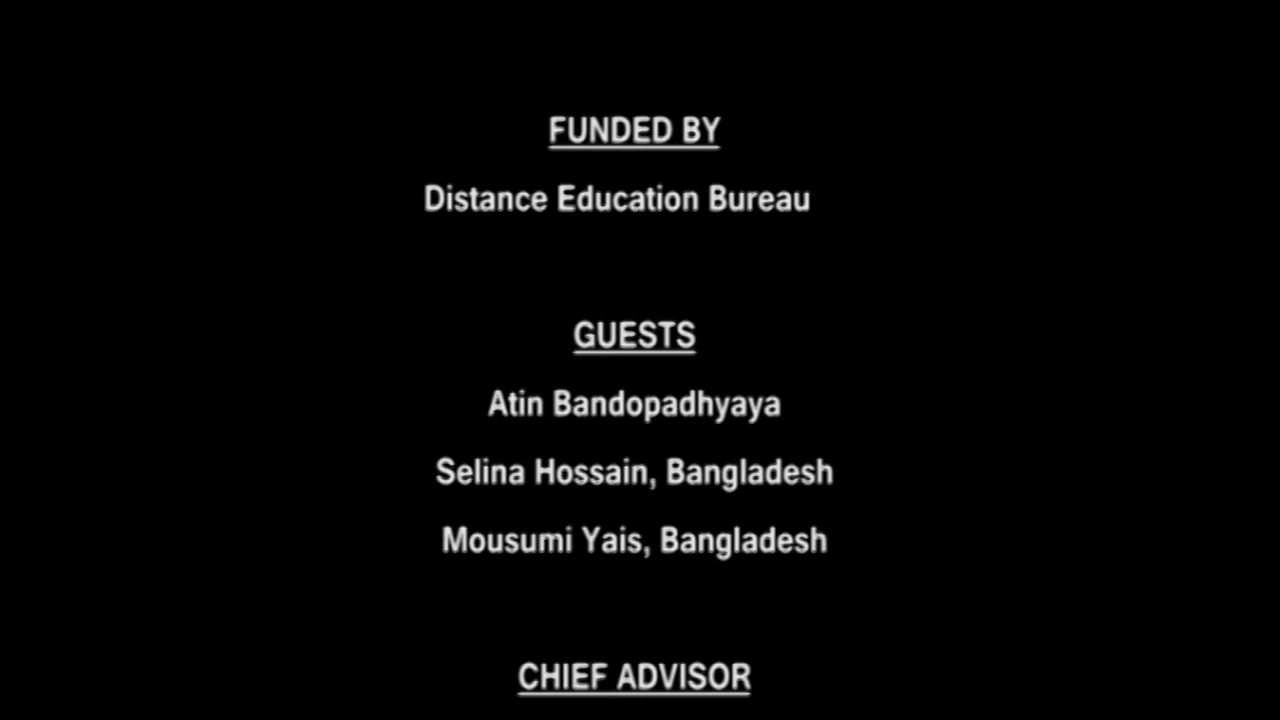 FUNDED BY
Distance Education Bureau
GUESTS
Atin Bandopadhyaya
Selina Hossain, Bangladesh
Mousumi Yais, Bangladesh
CHIEF ADVISOR